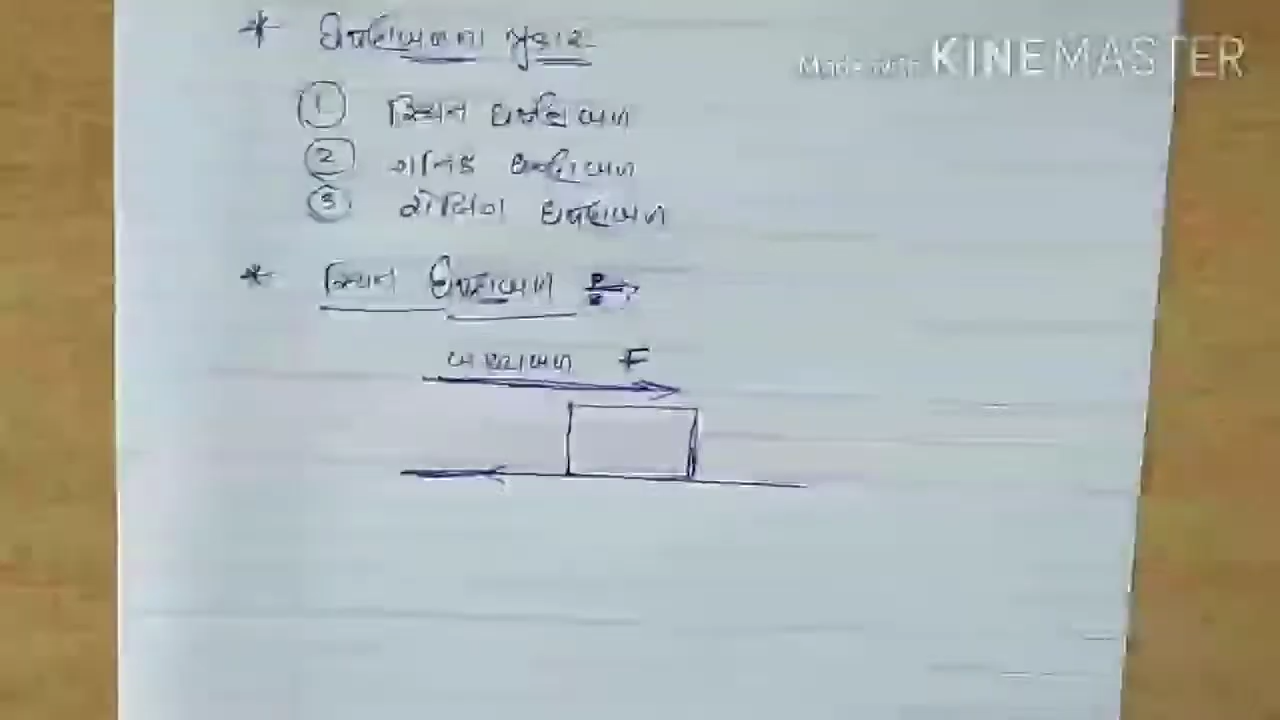 * ઘર્ષણબળના પ્રકાર
Made with KINEMASTER
① સ્થિત ઘર્ષણબળ
② ગતિક ઘર્ષણબળ
③ રોલિંગ ઘર્ષણબળ
* સ્થિત ઘર્ષણબળ
બાહ્યબળ F